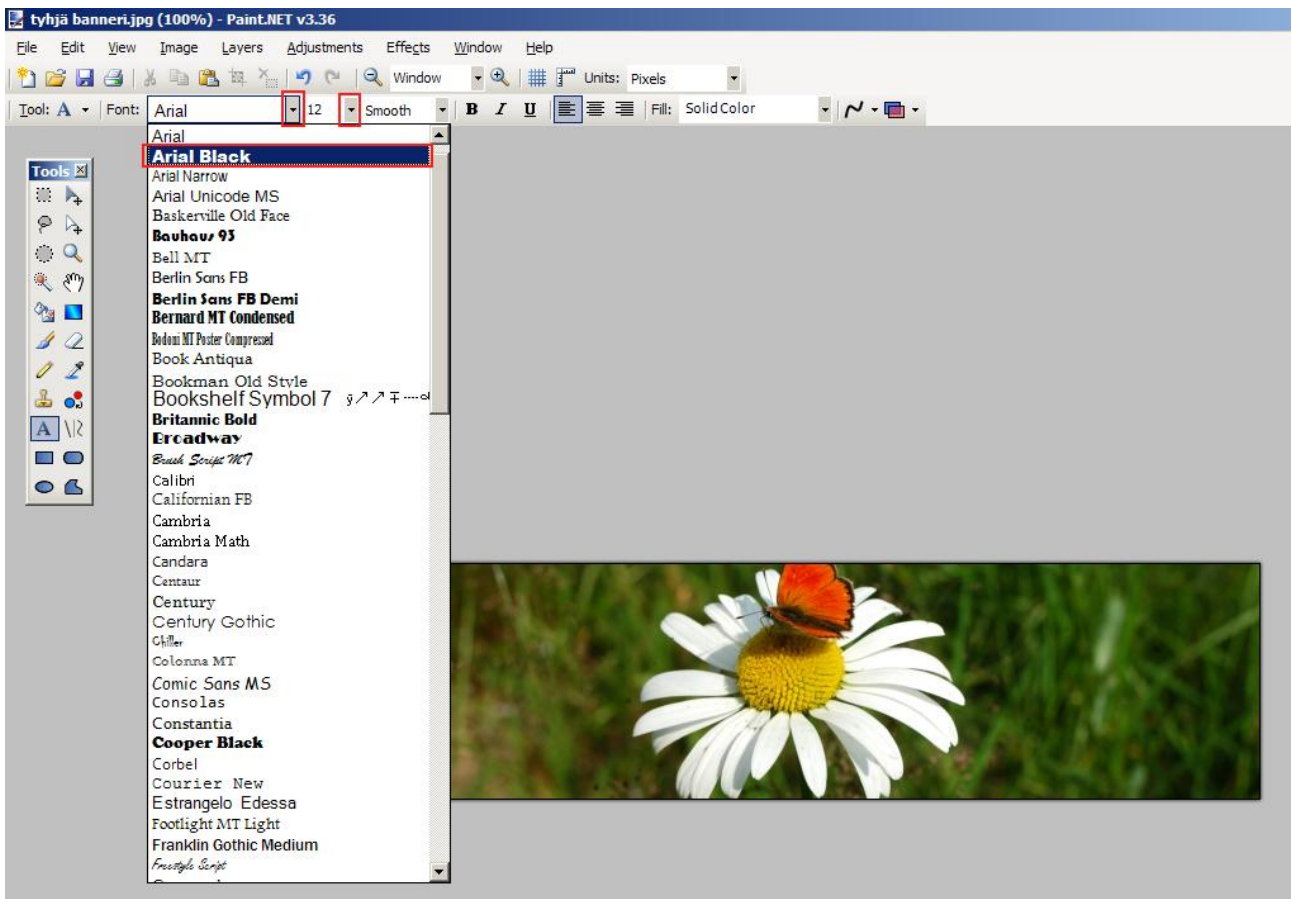 tyhjä banneri.jpg (100%) - Paint.NET v3.36
File Edit View Image Layers Adjustments Effects Window Help
Window Units: Pixels
Tool: A Font: Arial 12 Smooth B I U Fill: Solid Color
Tools
A
Arial
Arial Black
Arial Narrow
Arial Unicode MS
Baskerville Old Face
Bauhaus 93
Bell MT
Berlin Sans FB
Berlin Sans FB Demi
Bernard MT Condensed
Bodoni MT Poster Compressed
Book Antiqua
Bookman Old Style
Bookshelf Symbol 7
Britannic Bold
Broadway
Brush Script MT
Calibri
Californian FB
Cambria
Cambria Math
Candara
Centaur
Century
Century Gothic
Chiller
Colonna MT
Comic Sans MS
Consolas
Constantia
Cooper Black
Corbel
Courier New
Estrangelo Edessa
Footlight MT Light
Franklin Gothic Medium
Freestyle Script